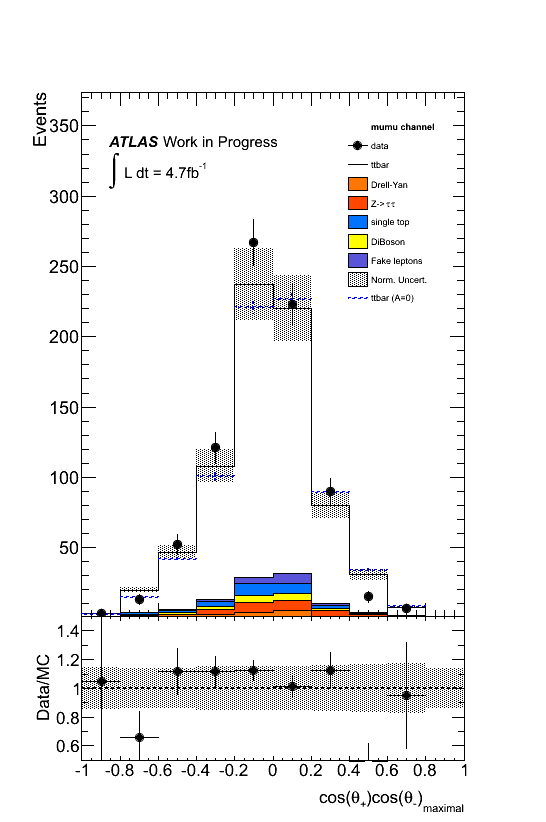 Events
350
300
250
200
150
100
50
ATLAS Work in Progress
∫ L dt = 4.7fb⁻¹
mumu channel
data
ttbar
Drell-Yan
Z->ττ
single top
DiBoson
Fake leptons
Norm. Uncert.
ttbar (A=0)
Data/MC
1.4
1.2
1
0.8
0.6
-1 -0.8 -0.6 -0.4 -0.2 0 0.2 0.4 0.6 0.8 1
cos(θ₊)cos(θ₋)maximal